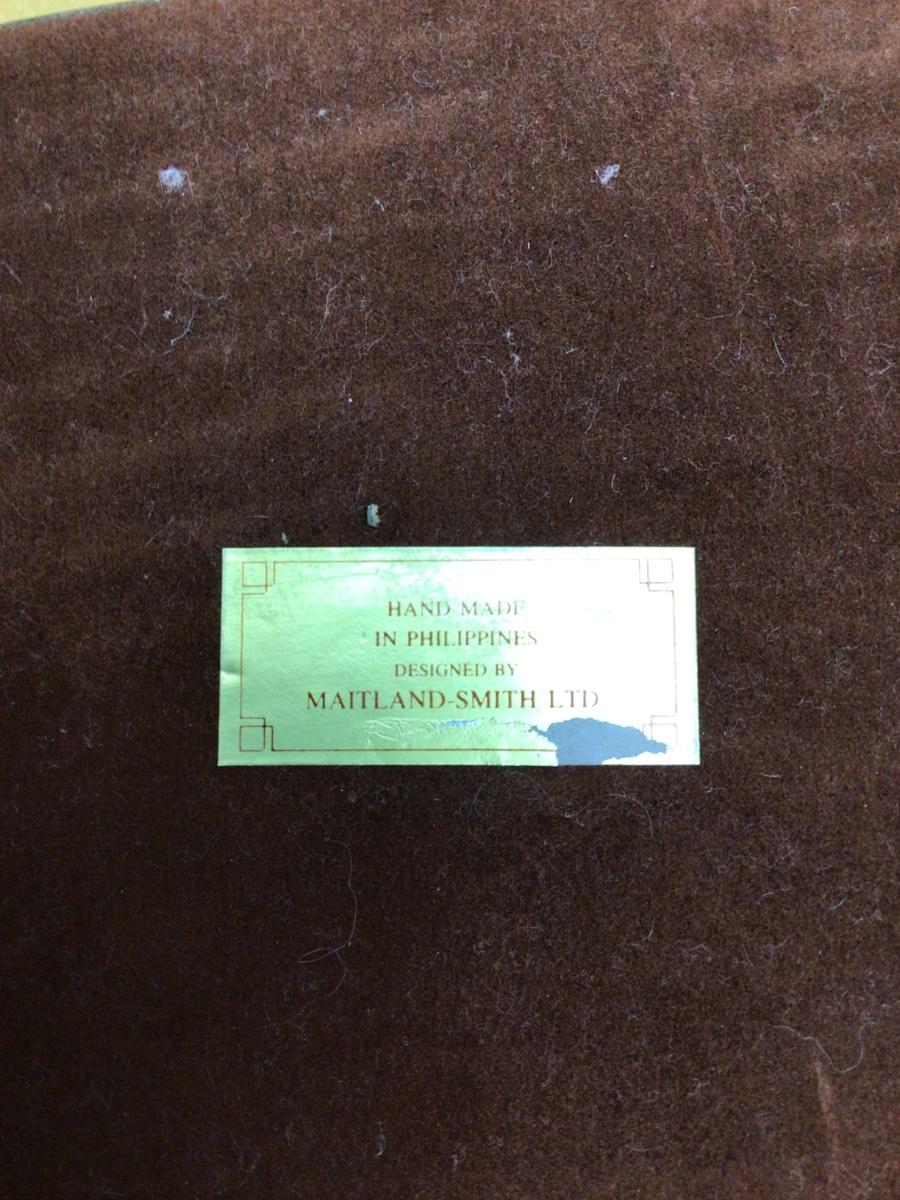 HAND MADE
IN PHILIPPINES
DESIGNED BY
MAITLAND-SMITH LTD.